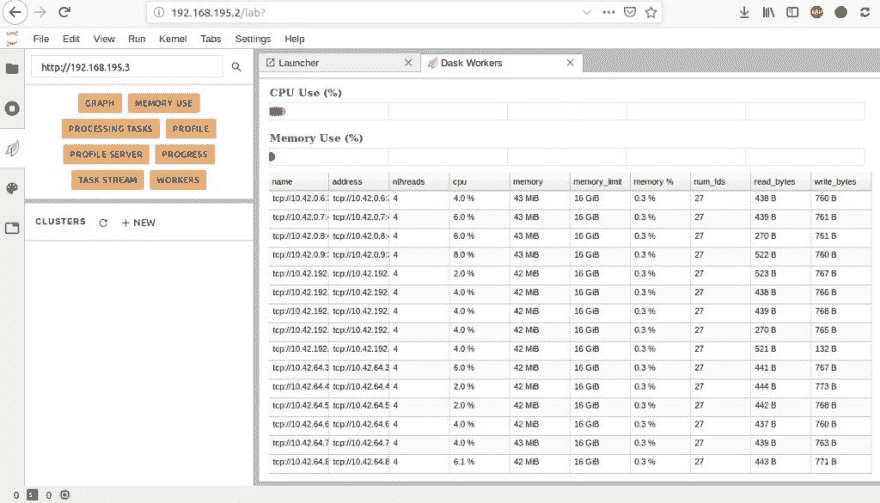 192.168.195.2/lab?
File Edit View Run Kernel Tabs Settings Help
http://192.168.195.3
GRAPH MEMORY USE
PROCESSING TASKS PROFILE
PROFILE SERVER PROGRESS
TASK STREAM WORKERS
CLUSTERS + NEW
Launcher Dask Workers
CPU Use (%)
Memory Use (%)
name address nthreads cpu memory memory_limit memory % num_fds read_bytes write_bytes
tcp://10.42.0.6: tcp://10.42.0.6: 4 4.0 % 43 MiB 16 GiB 0.3 % 27 438 B 760 B
tcp://10.42.0.7: tcp://10.42.0.7: 4 6.0 % 43 MiB 16 GiB 0.3 % 27 439 B 761 B
tcp://10.42.0.8: tcp://10.42.0.8: 4 6.0 % 43 MiB 16 GiB 0.3 % 27 270 B 761 B
tcp://10.42.0.9: tcp://10.42.0.9: 4 8.0 % 43 MiB 16 GiB 0.3 % 27 522 B 760 B
tcp://10.42.192. tcp://10.42.192. 4 2.0 % 42 MiB 16 GiB 0.3 % 27 523 B 767 B
tcp://10.42.192. tcp://10.42.192. 4 4.0 % 42 MiB 16 GiB 0.3 % 27 438 B 766 B
tcp://10.42.192. tcp://10.42.192. 4 4.0 % 42 MiB 16 GiB 0.3 % 27 439 B 768 B
tcp://10.42.192. tcp://10.42.192. 4 4.0 % 42 MiB 16 GiB 0.3 % 27 270 B 765 B
tcp://10.42.192. tcp://10.42.192. 4 4.0 % 42 MiB 16 GiB 0.3 % 27 521 B 132 B
tcp://10.42.64.3 tcp://10.42.64.3 4 6.0 % 42 MiB 16 GiB 0.3 % 27 441 B 767 B
tcp://10.42.64.4 tcp://10.42.64.4 4 2.0 % 42 MiB 16 GiB 0.3 % 27 444 B 773 B
tcp://10.42.64.5 tcp://10.42.64.5 4 2.0 % 42 MiB 16 GiB 0.3 % 27 442 B 768 B
tcp://10.42.64.6 tcp://10.42.64.6 4 4.0 % 42 MiB 16 GiB 0.3 % 27 437 B 760 B
tcp://10.42.64.7 tcp://10.42.64.7 4 4.0 % 43 MiB 16 GiB 0.3 % 27 439 B 763 B
tcp://10.42.64.8 tcp://10.42.64.8 4 6.1 % 42 MiB 16 GiB 0.3 % 27 443 B 771 B
0 0